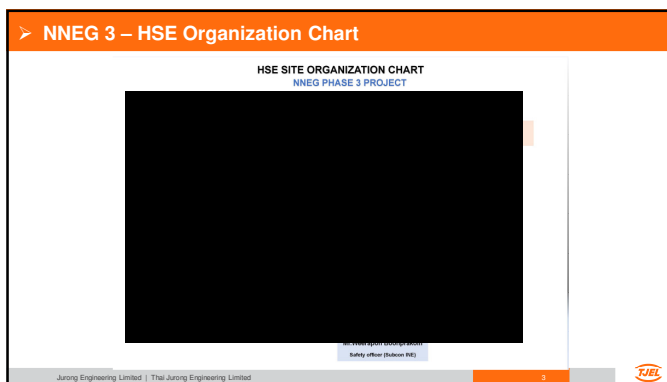 ➢ NNEG 3 – HSE Organization Chart
HSE SITE ORGANIZATION CHART
NNEG PHASE 3 PROJECT
Safety officer (Subcon INE)
Jurong Engineering Limited | Thai Jurong Engineering Limited
3
TJEL